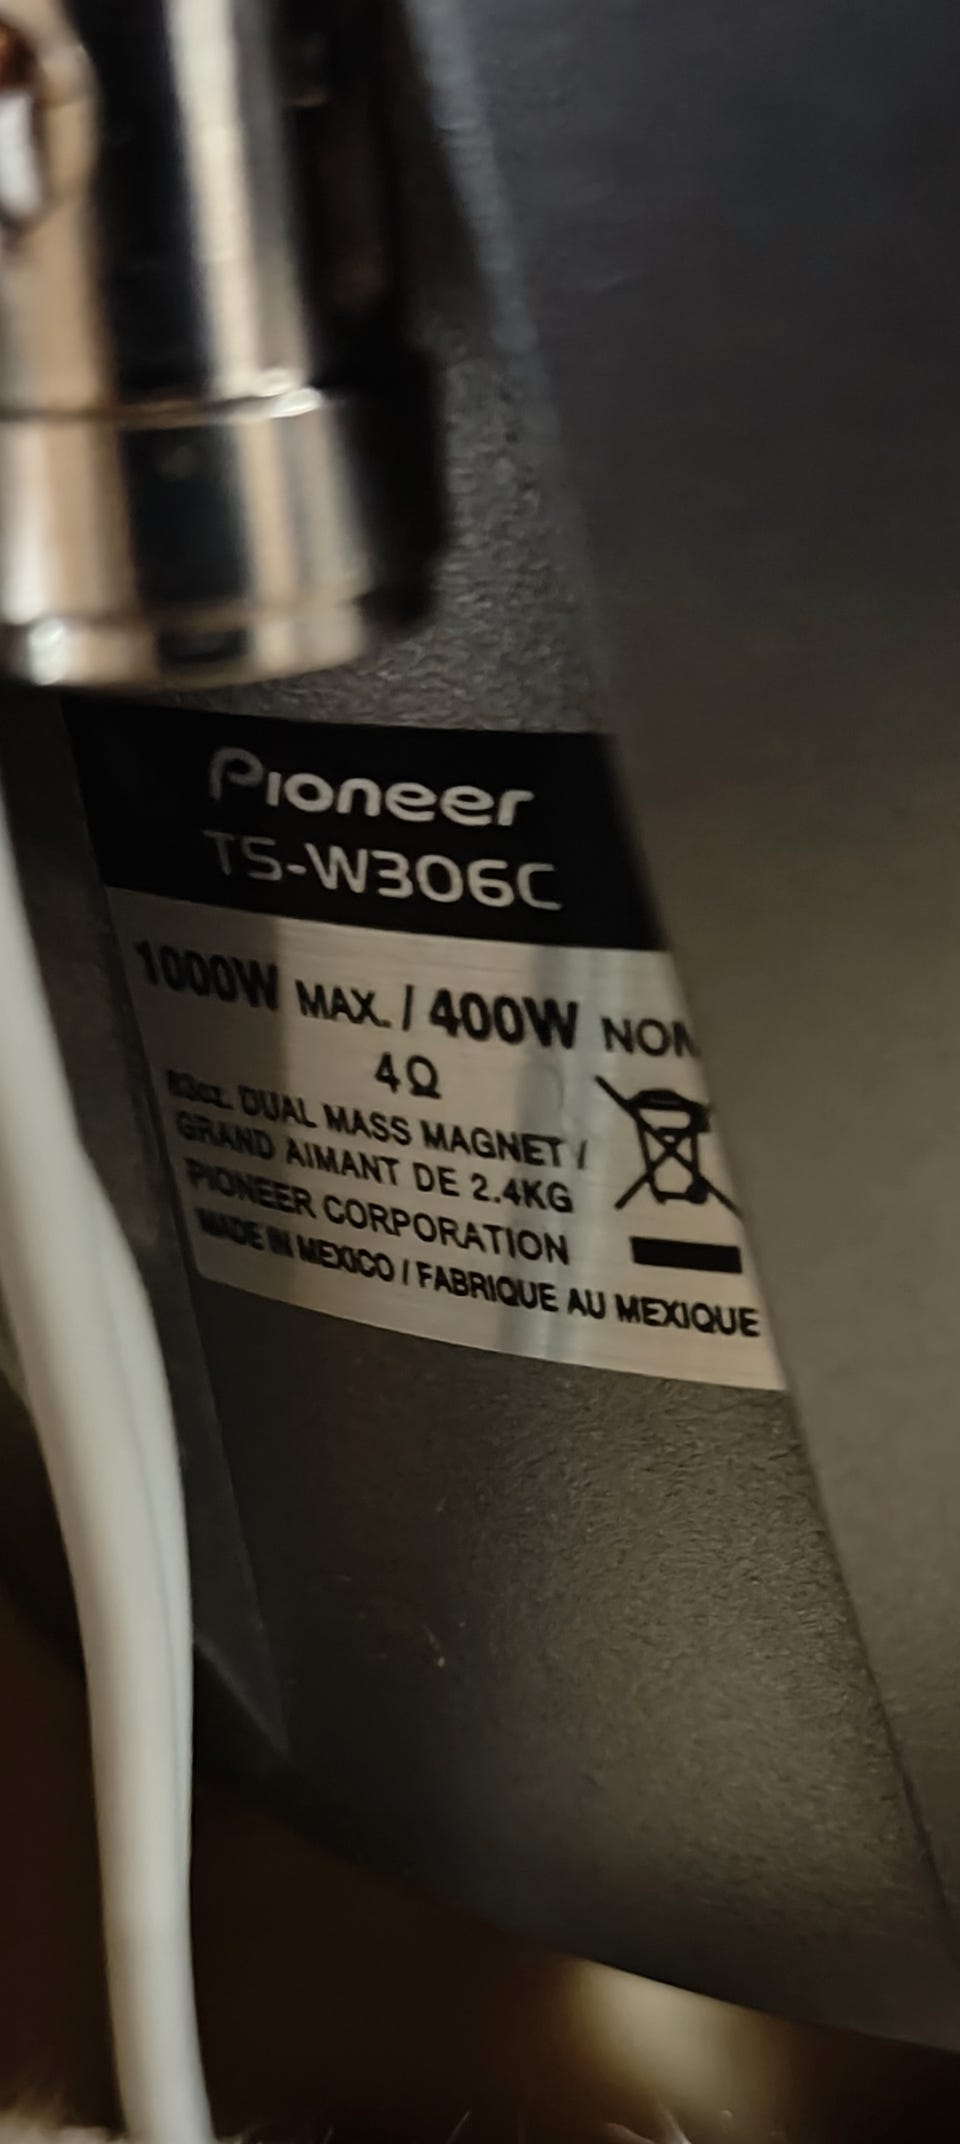 Pioneer
TS-W306C
1000W MAX. / 400W NOM
4Ω
DUAL MASS MAGNET /
GRAND AIMANT DE 2.4KG
PIONEER CORPORATION
MADE IN MEXICO / FABRIQUE AU MEXIQUE